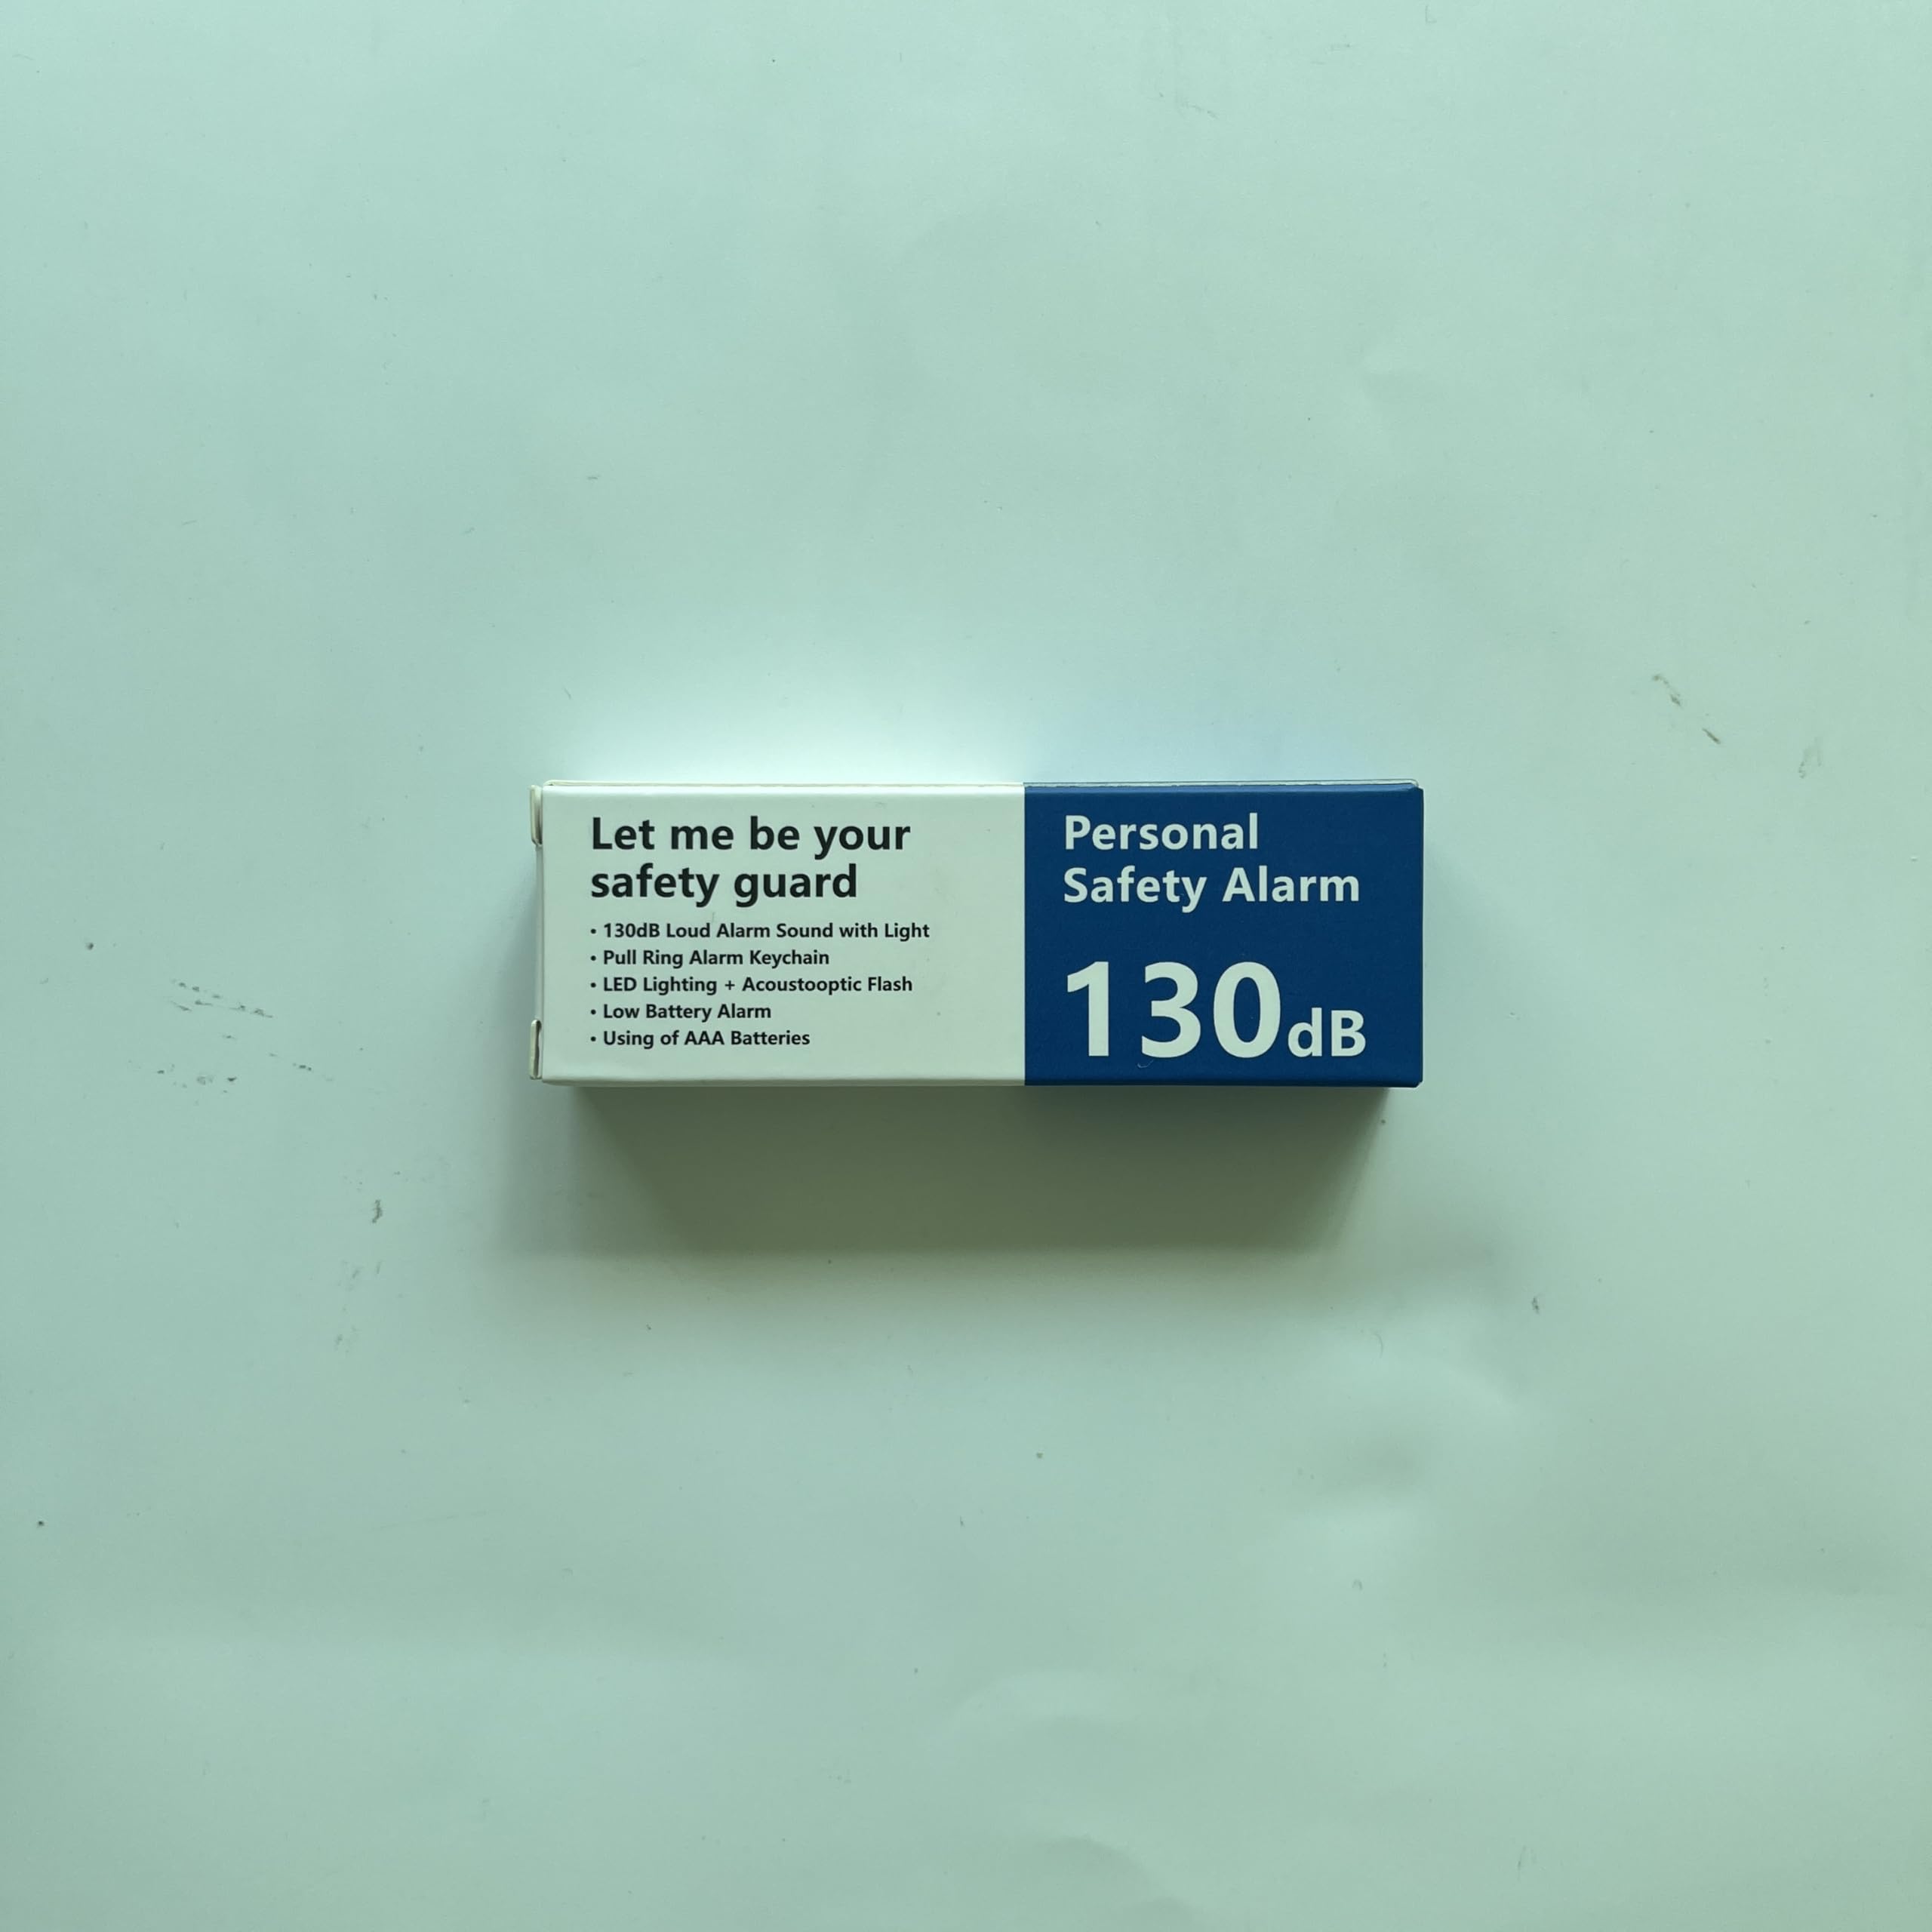 Let me be your
safety guard
• 130dB Loud Alarm Sound with Light
• Pull Ring Alarm Keychain
• LED Lighting + Acoustooptic Flash
• Low Battery Alarm
• Using of AAA Batteries
Personal
Safety Alarm
130dB